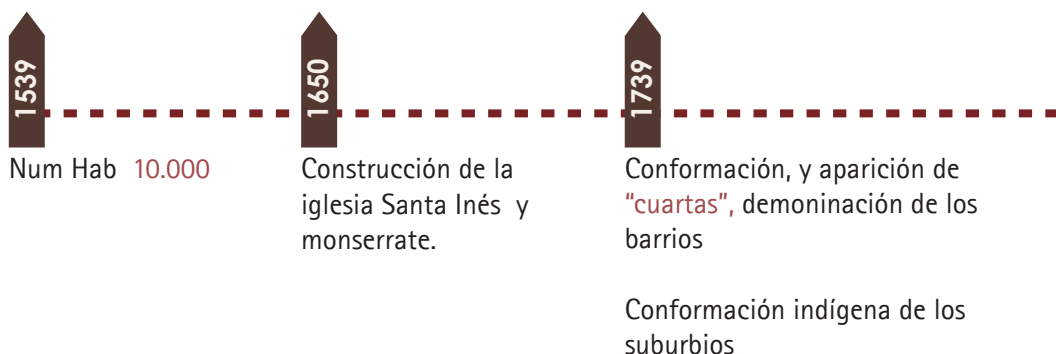 1539
Num Hab 10.000
1650
Construcción de la
iglesia Santa Inés y
monserrate.
1739
Conformación, y aparición de
“cuartas”, demoninación de los
barrios
Conformación indígena de los
suburbios